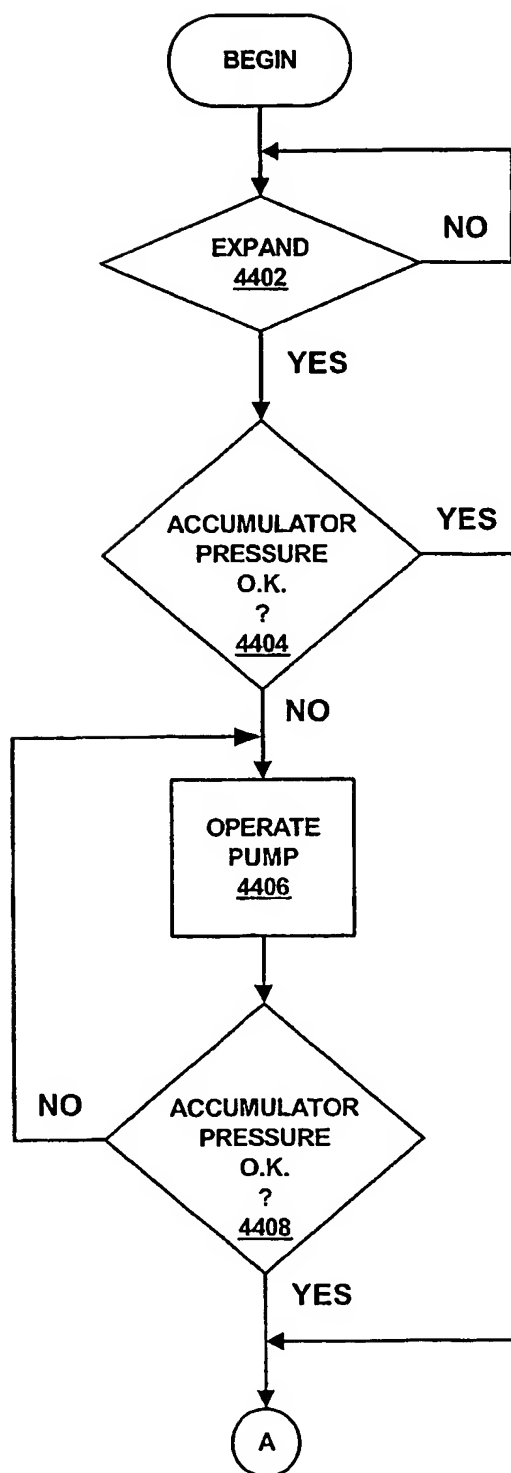 BEGIN
EXPAND
4402
NO
YES
ACCUMULATOR
PRESSURE
O.K.
?
4404
YES
NO
OPERATE
PUMP
4406
ACCUMULATOR
PRESSURE
O.K.
?
4408
NO
YES
A